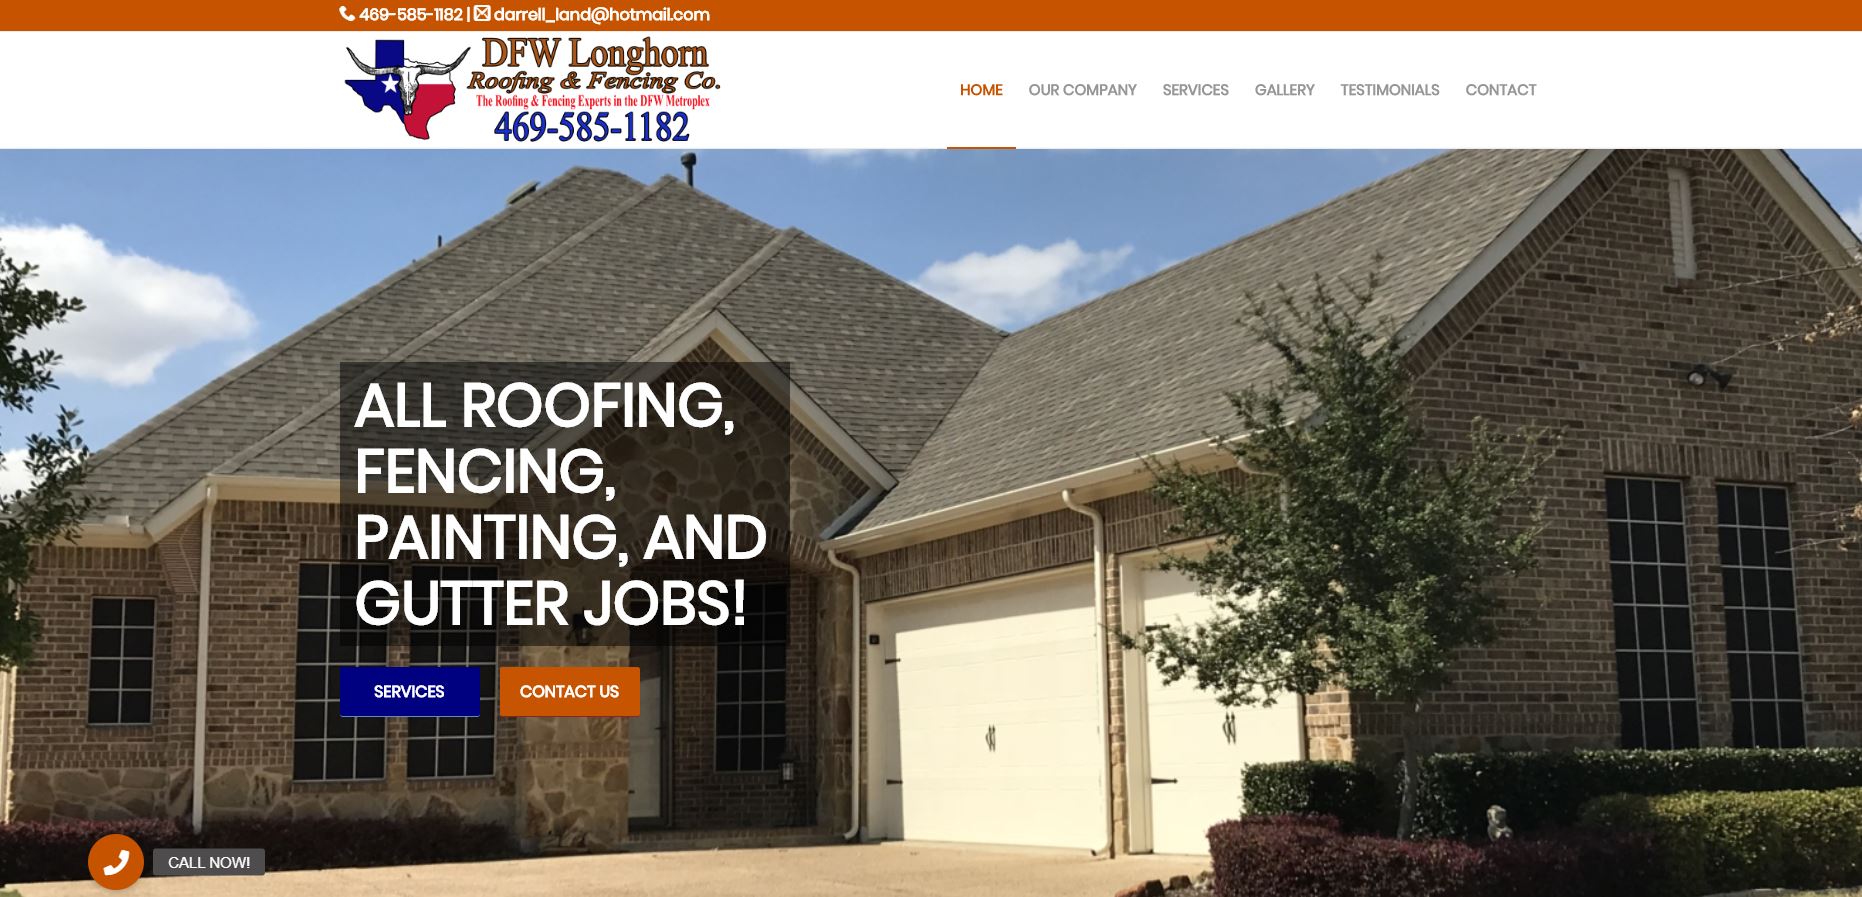 469-585-1182 | darrell_land@hotmail.com
DFW Longhorn
Roofing & Fencing Co.
The Roofing & Fencing Experts in the DFW Metroplex
469-585-1182
HOME OUR COMPANY SERVICES GALLERY TESTIMONIALS CONTACT
ALL ROOFING,
FENCING,
PAINTING, AND
GUTTER JOBS!
SERVICES CONTACT US
CALL NOW!